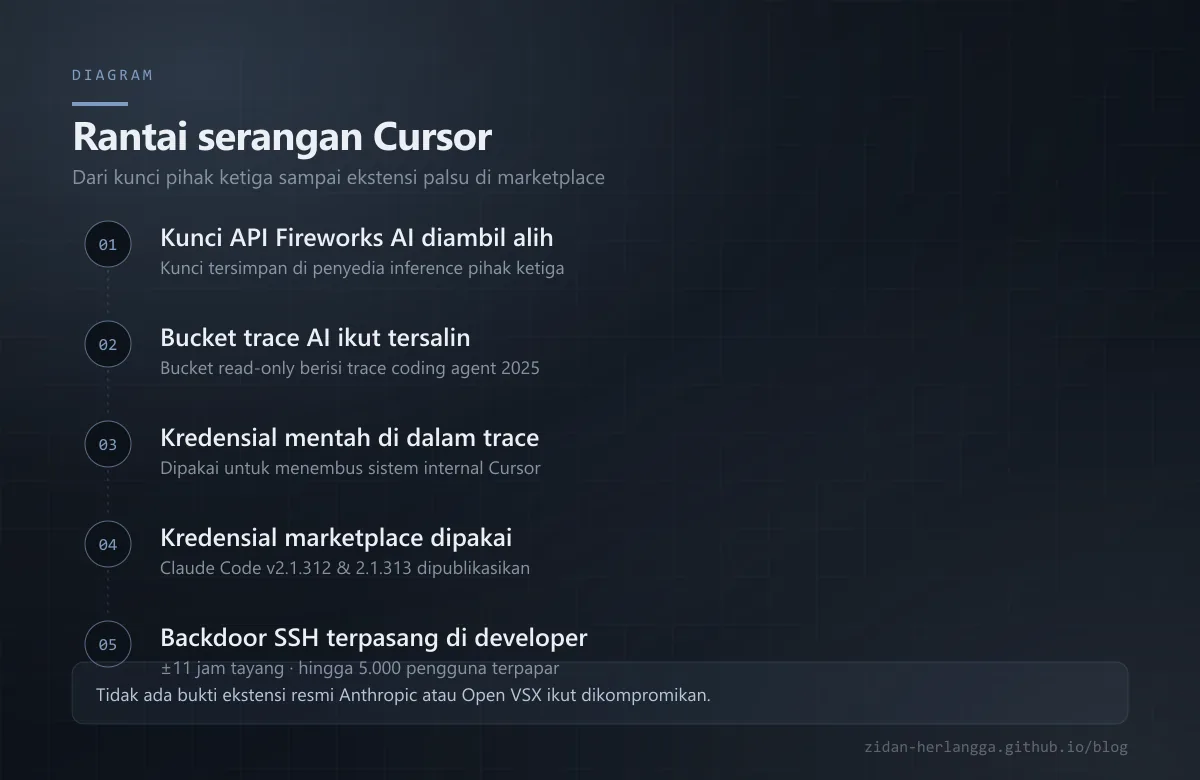 DIAGRAM
Rantai serangan Cursor
Dari kunci pihak ketiga sampai ekstensi palsu di marketplace
01
Kunci API Fireworks AI diambil alih
Kunci tersimpan di penyedia inference pihak ketiga
02
Bucket trace AI ikut tersalin
Bucket read-only berisi trace coding agent 2025
03
Kredensial mentah di dalam trace
Dipakai untuk menembus sistem internal Cursor
04
Kredensial marketplace dipakai
Claude Code v2.1.312 & 2.1.313 dipublikasikan
05
Backdoor SSH terpasang di developer
±11 jam tayang · hingga 5.000 pengguna terpapar
Tidak ada bukti ekstensi resmi Anthropic atau Open VSX ikut dikompromikan.
zidan-herlangga.github.io/blog